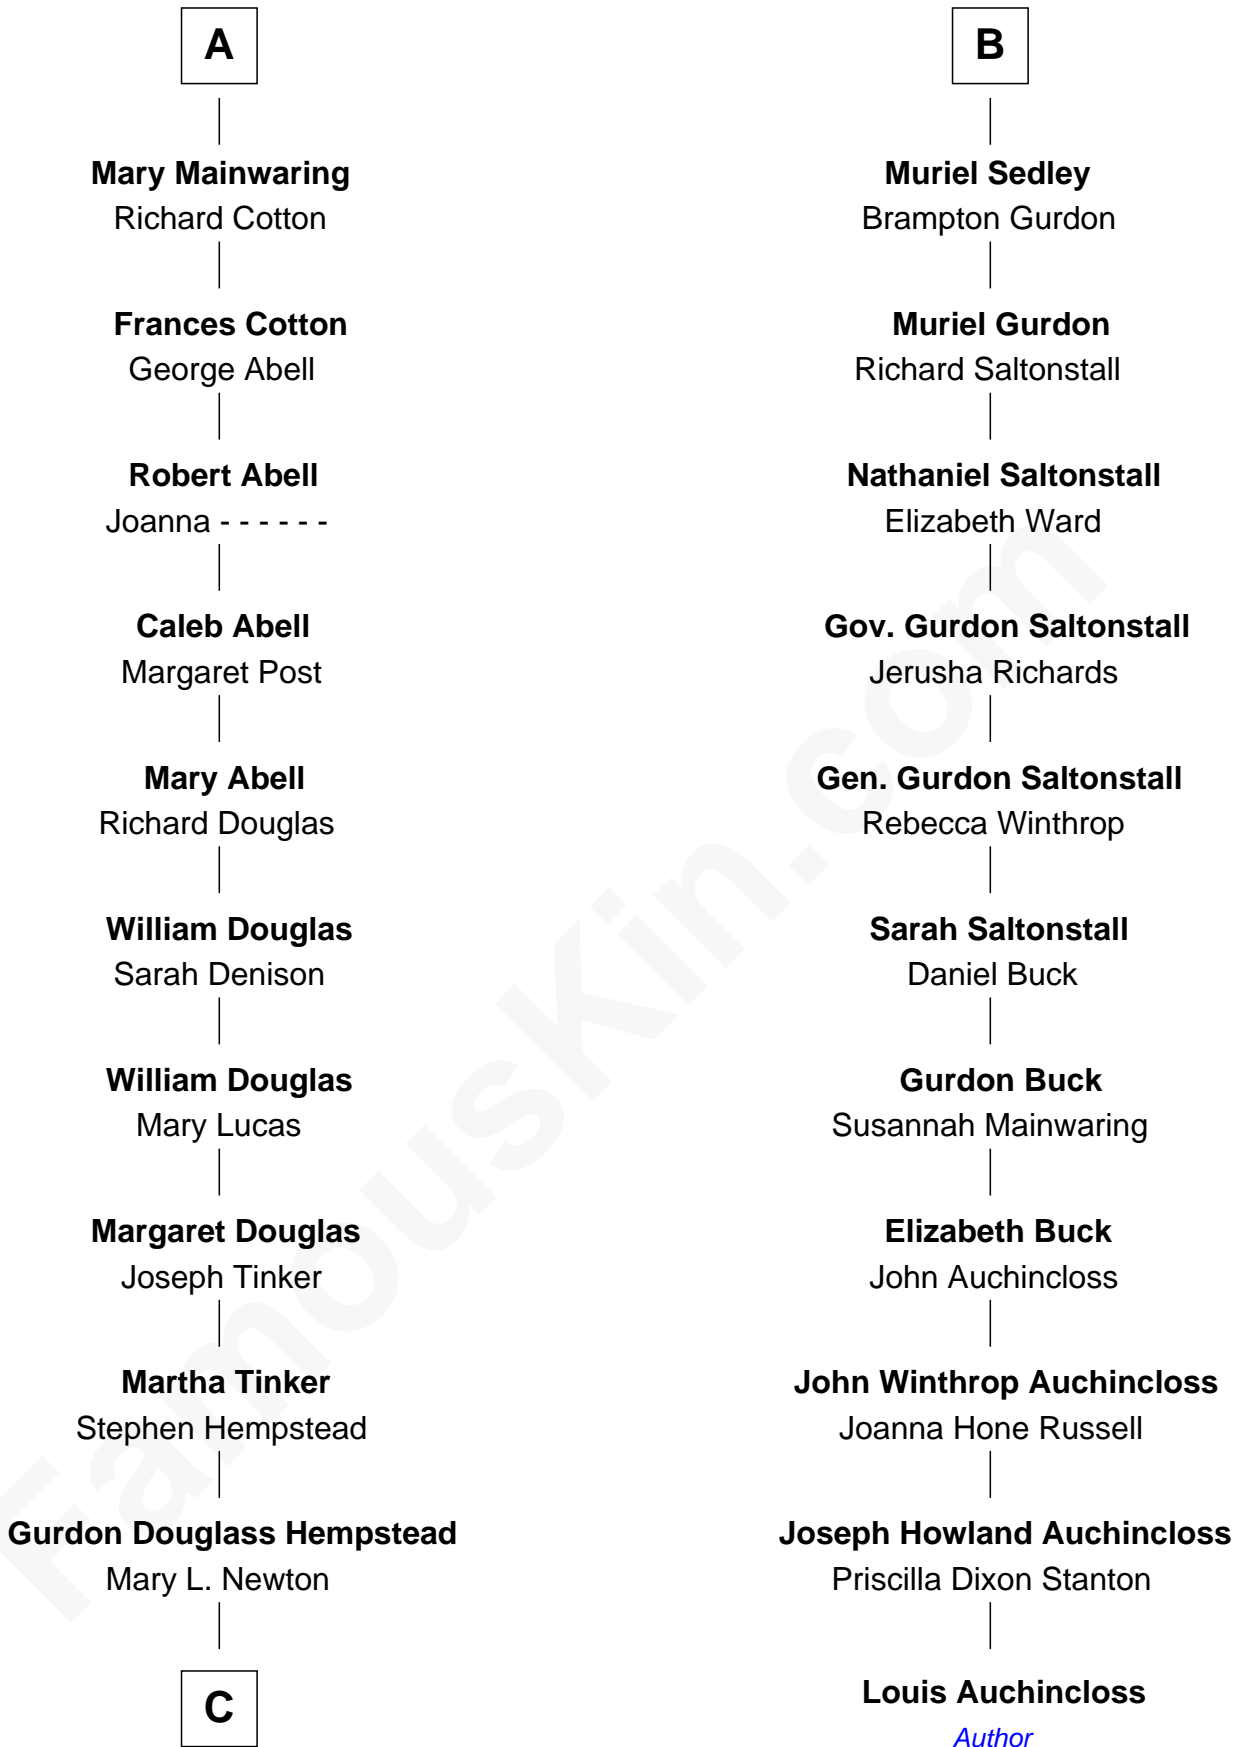 A
Mary Mainwaring
Richard Cotton
Frances Cotton
George Abell
Robert Abell
Joanna - - - - - -
Caleb Abell
Margaret Post
Mary Abell
Richard Douglas
William Douglas
Sarah Denison
William Douglas
Mary Lucas
Margaret Douglas
Joseph Tinker
Martha Tinker
Stephen Hempstead
Gurdon Douglass Hempstead
Mary L. Newton
C
B
Muriel Sedley
Brampton Gurdon
Muriel Gurdon
Richard Saltonstall
Nathaniel Saltonstall
Elizabeth Ward
Gov. Gurdon Saltonstall
Jerusha Richards
Gen. Gurdon Saltonstall
Rebecca Winthrop
Sarah Saltonstall
Daniel Buck
Gurdon Buck
Susannah Mainwaring
Elizabeth Buck
John Auchincloss
John Winthrop Auchincloss
Joanna Hone Russell
Joseph Howland Auchincloss
Priscilla Dixon Stanton
Louis Auchincloss
Author
FamousKin.com